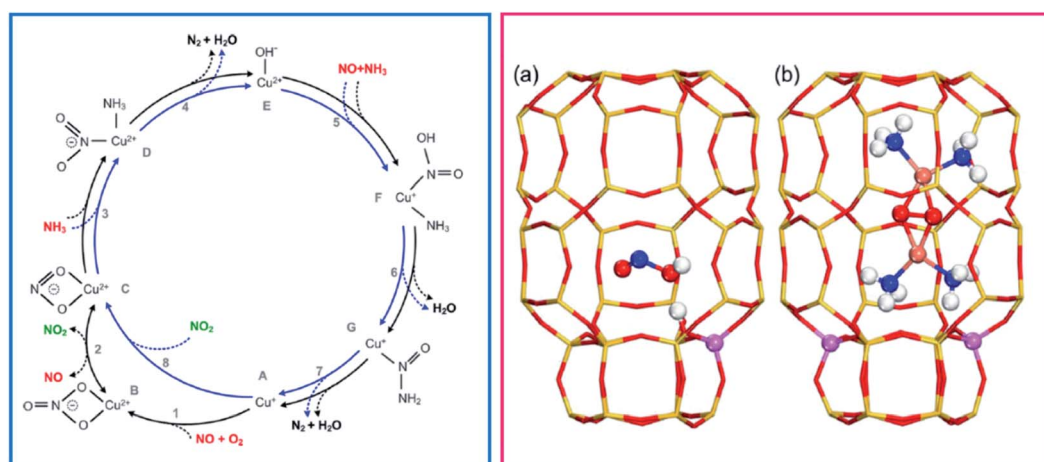 N₂ + H₂O
OH⁻
Cu²⁺
E
4
NO+NH₃
5
NH₃
O
⊖
O
Cu²⁺
D
OH
N
O
Cu⁺
F
NH₃
NH₃
3
6
H₂O
O
N
⊖
O
Cu²⁺
C
NO₂
NO₂
2
8
G
Cu⁺
O
N
NH₂
NO
A
Cu⁺
7
O
O
N
⊖
O
B
Cu²⁺
1
NO + O₂
N₂ + H₂O
(a)
(b)